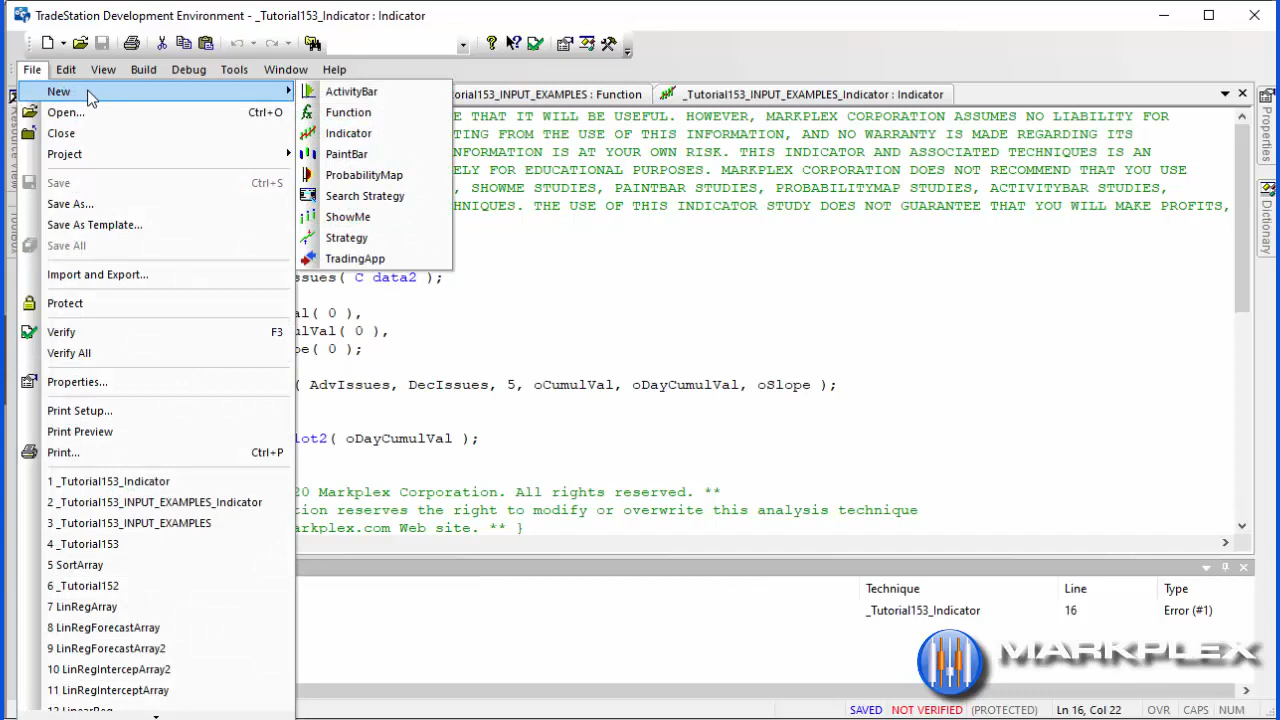 TradeStation Development Environment - _Tutorial153_Indicator : Indicator
File Edit View Build Debug Tools Window Help
New
Open... Ctrl+O
Close
Project
Save Ctrl+S
Save As...
Save As Template...
Save All
Import and Export...
Protect
Verify F3
Verify All
Properties...
Print Setup...
Print Preview
Print... Ctrl+P
1 _Tutorial153_Indicator
2 _Tutorial153_INPUT_EXAMPLES_Indicator
3 _Tutorial153_INPUT_EXAMPLES
4 _Tutorial153
5 SortArray
6 _Tutorial152
7 LinRegArray
8 LinRegForecastArray
9 LinRegForecastArray2
10 LinRegIntercepArray2
11 LinRegInterceptArray
ActivityBar
Function
Indicator
PaintBar
ProbabilityMap
Search Strategy
ShowMe
Strategy
TradingApp
orial153_INPUT_EXAMPLES : Function _Tutorial153_INPUT_EXAMPLES_Indicator : Indicator
E THAT IT WILL BE USEFUL. HOWEVER, MARKPLEX CORPORATION ASSUMES NO LIABILITY FOR
TING FROM THE USE OF THIS INFORMATION, AND NO WARRANTY IS MADE REGARDING ITS
NFORMATION IS AT YOUR OWN RISK. THIS INDICATOR AND ASSOCIATED TECHNIQUES IS AN
ELY FOR EDUCATIONAL PURPOSES. MARKPLEX CORPORATION DOES NOT RECOMMEND THAT YOU USE
, SHOWME STUDIES, PAINTBAR STUDIES, PROBABILITYMAP STUDIES, ACTIVITYBAR STUDIES,
HNIQUES. THE USE OF THIS INDICATOR STUDY DOES NOT GUARANTEE THAT YOU WILL MAKE PROFITS,
ssues( C data2 );
al( 0 ),
ulVal( 0 ),
pe( 0 );
( AdvIssues, DecIssues, 5, oCumulVal, oDayCumulVal, oSlope );
lot2( oDayCumulVal );
20 Markplex Corporation. All rights reserved. **
tion reserves the right to modify or overwrite this analysis technique
arkplex.com Web site. ** }
Properties
Dictionary
Technique Line Type
_Tutorial153_Indicator 16 Error (#1)
MARKPLEX
SAVED NOT VERIFIED (PROTECTED) Ln 16, Col 22 OVR CAPS NUM